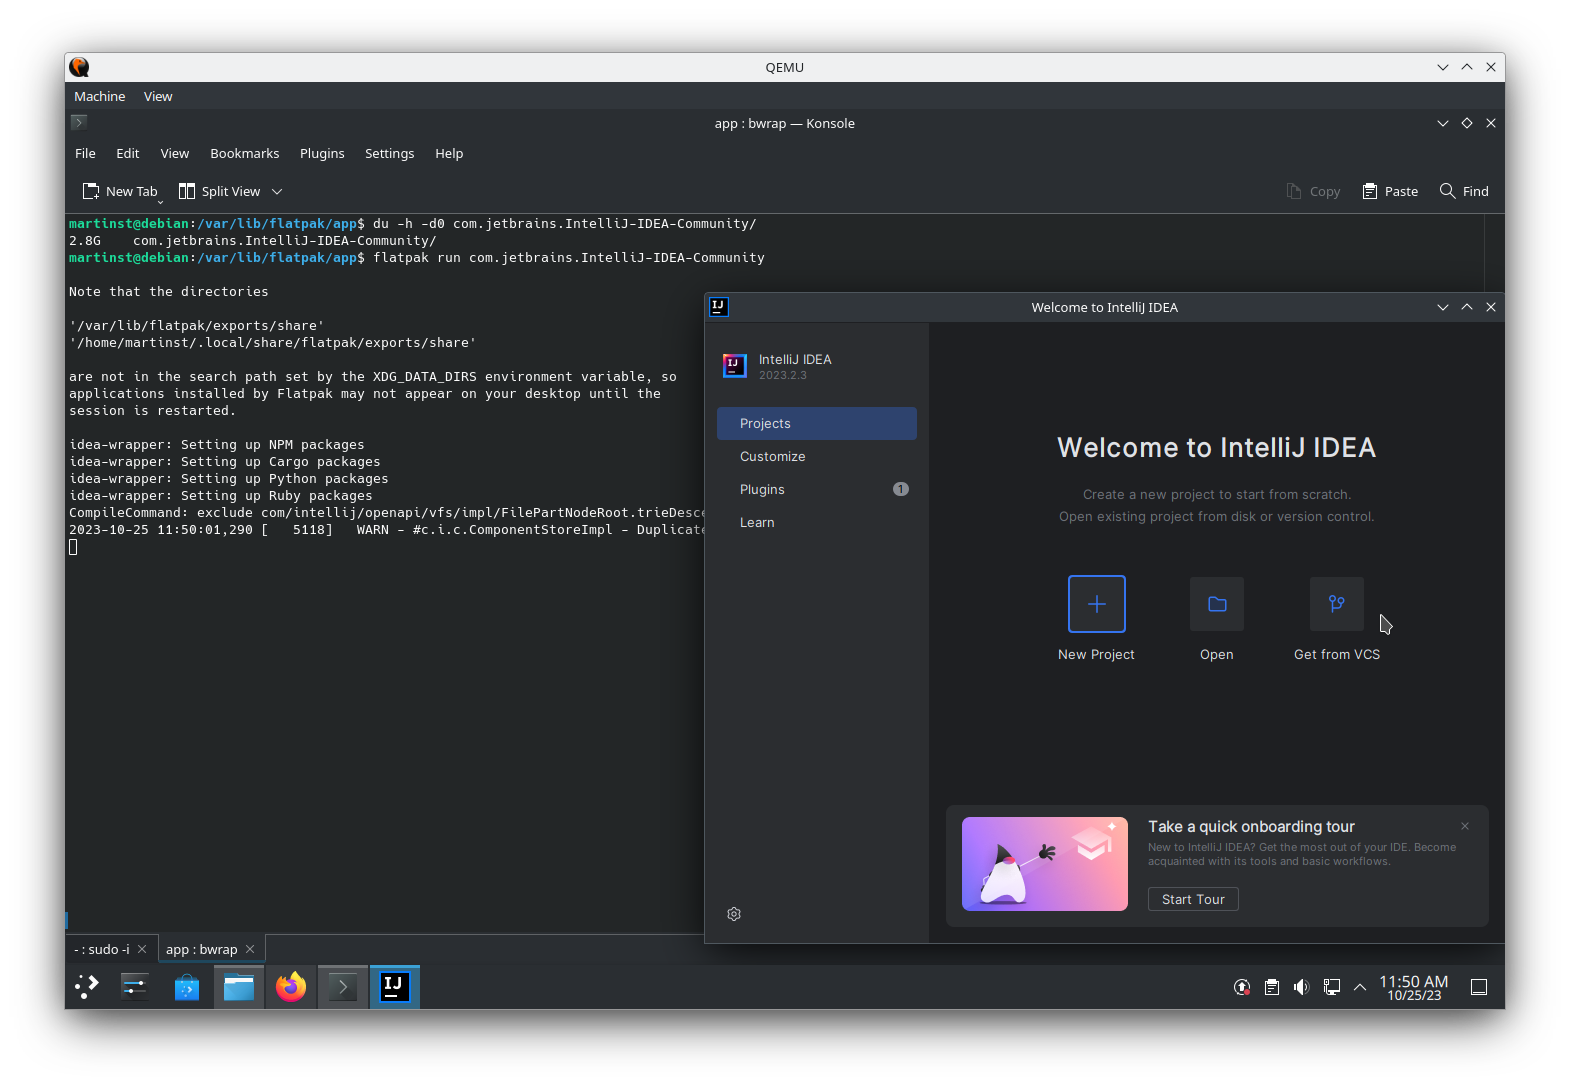 QEMU
Machine View
app : bwrap — Konsole
File Edit View Bookmarks Plugins Settings Help
New Tab Split View Copy Paste Find
martinst@debian:/var/lib/flatpak/app$ du -h -d0 com.jetbrains.IntelliJ-IDEA-Community/
2.8G com.jetbrains.IntelliJ-IDEA-Community/
martinst@debian:/var/lib/flatpak/app$ flatpak run com.jetbrains.IntelliJ-IDEA-Community
Note that the directories
'/var/lib/flatpak/exports/share'
'/home/martinst/.local/share/flatpak/exports/share'
are not in the search path set by the XDG_DATA_DIRS environment variable, so
applications installed by Flatpak may not appear on your desktop until the
session is restarted.
idea-wrapper: Setting up NPM packages
idea-wrapper: Setting up Cargo packages
idea-wrapper: Setting up Python packages
idea-wrapper: Setting up Ruby packages
CompileCommand: exclude com/intellij/openapi/vfs/impl/FilePartNodeRoot.trieDesce
2023-10-25 11:50:01,290 [ 5118] WARN - #c.i.c.ComponentStoreImpl - Duplicate
Welcome to IntelliJ IDEA
IJ
IJ
IntelliJ IDEA
2023.2.3
Projects
Customize
Plugins 1
Learn
Welcome to IntelliJ IDEA
Create a new project to start from scratch.
Open existing project from disk or version control.
New Project Open Get from VCS
Take a quick onboarding tour
New to IntelliJ IDEA? Get the most out of your IDE. Become
acquainted with its tools and basic workflows.
Start Tour
- : sudo -i app : bwrap
IJ
11:50 AM
10/25/23